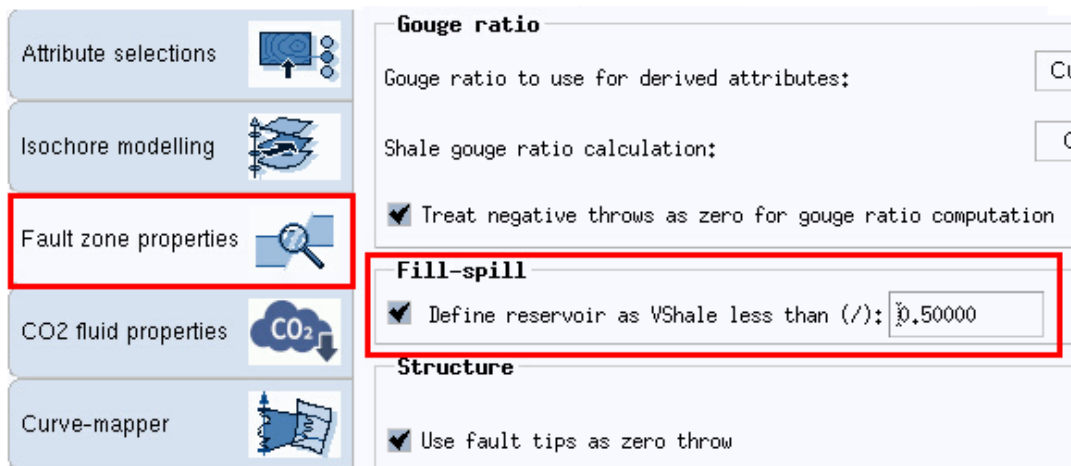 Attribute selections
Isochore modelling
Fault zone properties
CO2 fluid properties
CO2
Curve-mapper
Gouge ratio
Gouge ratio to use for derived attributes:
Shale gouge ratio calculation:
Treat negative throws as zero for gouge ratio computation
Fill-spill
Define reservoir as VShale less than (/): 0.50000
Structure
Use fault tips as zero throw